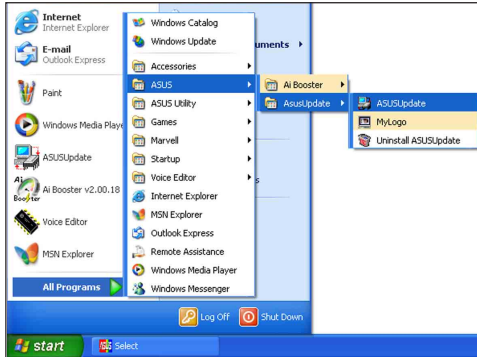 Internet
Internet Explorer
E-mail
Outlook Express
Paint
Windows Media Playe
ASUSUpdate
Ai Booster v2.00.18
Voice Editor
MSN Explorer
All Programs
Windows Catalog
Windows Update
Accessories
ASUS
ASUS Utility
Games
Marvell
Startup
Voice Editor
Internet Explorer
MSN Explorer
Outlook Express
Remote Assistance
Windows Media Player
Windows Messenger
uments
s
Ai Booster
AsusUpdate
ASUSUpdate
MyLogo
Uninstall ASUSUpdate
Log Off
Shut Down
start
Select